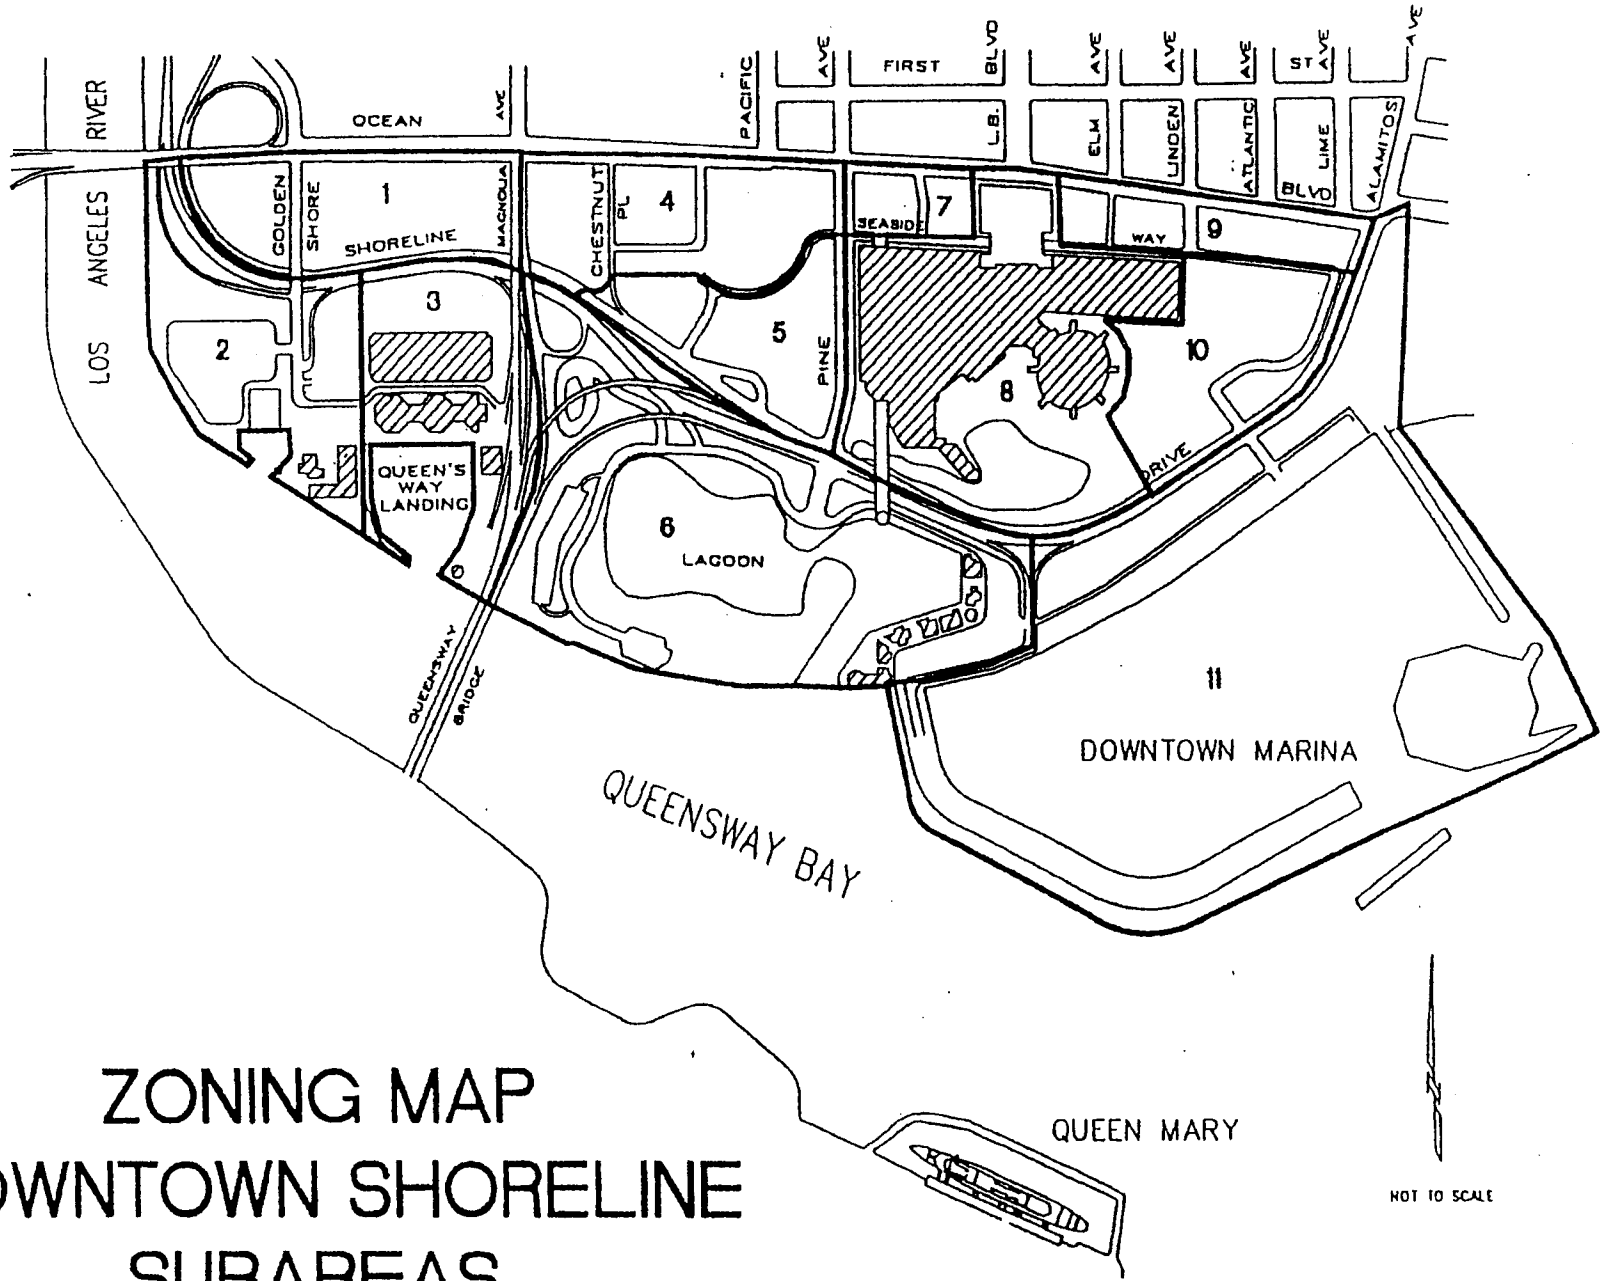 RIVER
ANGELES
LOS
OCEAN
AVE
PACIFIC
AVE
FIRST
BLVD
L.B.
AVE
ELM
AVE
LINDEN
AVE
ATLANTIC
ST
AVE
LIME
BLVD
AVE
ALAMITOS
GOLDEN
SHORE
1
MAGNOLIA
SHORELINE
CHESTNUT
PL
4
7
SEASIDE
WAY
9
2
3
5
PINE
8
10
DRIVE
QUEEN'S
WAY
LANDING
6
LAGOON
QUEENSWAY
BRIDGE
11
DOWNTOWN MARINA
QUEENSWAY BAY
QUEEN MARY
NOT TO SCALE
ZONING MAP
OWNTOWN SHORELINE
SUBAREAS